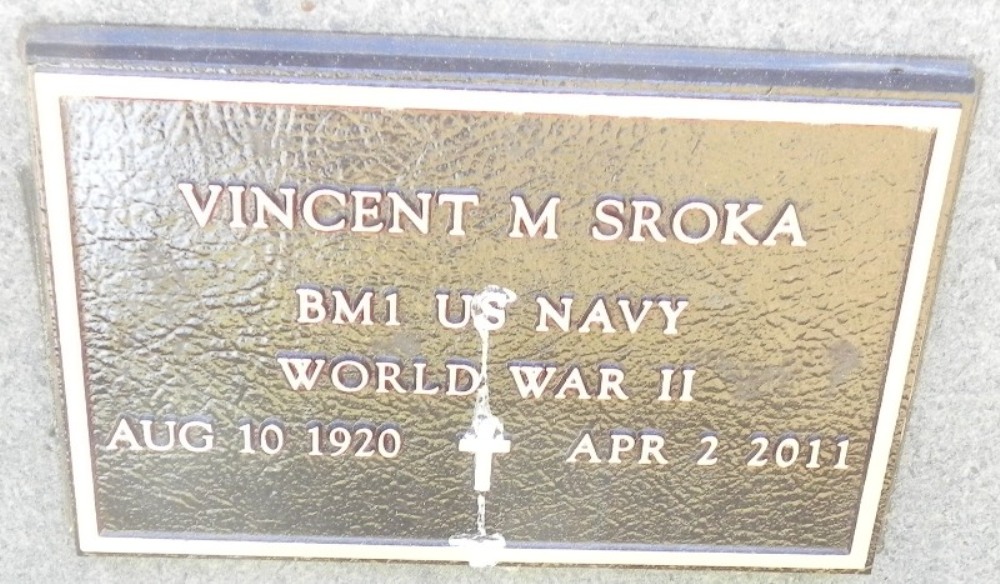 VINCENT M SROKA
BM1 US NAVY
WORLD WAR II
AUG 10 1920 APR 2 2011